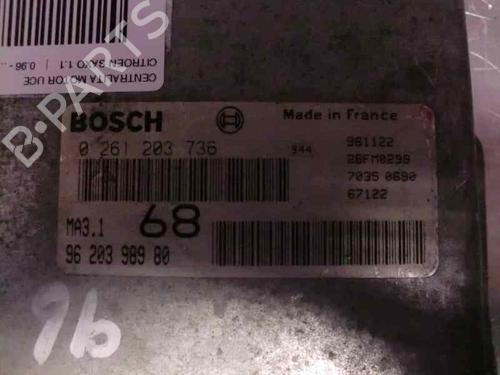 CENTRALITA MOTOR UCE
CITROEN SAXO 1.1 | 0.96 - ...
B-PARTS
BOSCH
Made in France
0 261 203 736
944
961122
26FM0299
7035 0690
67122
MA3.1
68
96 203 989 80
96